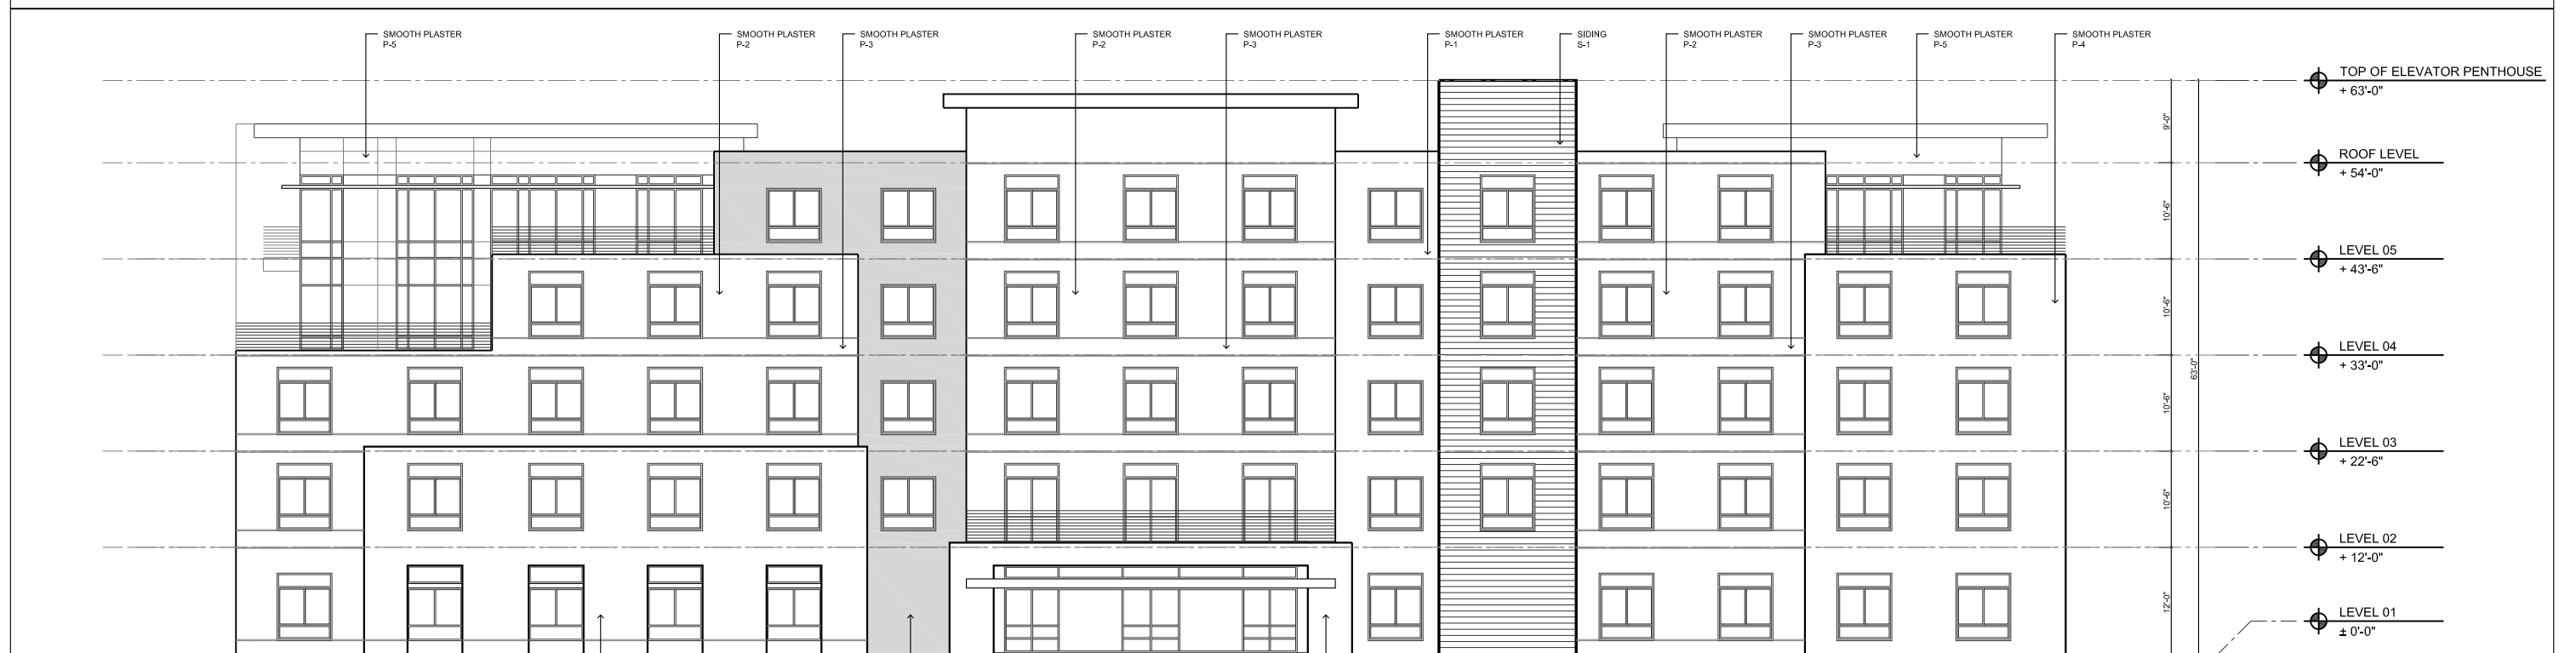 SMOOTH PLASTER
P-5
SMOOTH PLASTER
P-2
SMOOTH PLASTER
P-3
SMOOTH PLASTER
P-2
SMOOTH PLASTER
P-3
SMOOTH PLASTER
P-1
SIDING
S-1
SMOOTH PLASTER
P-2
SMOOTH PLASTER
P-3
SMOOTH PLASTER
P-5
SMOOTH PLASTER
P-4
TOP OF ELEVATOR PENTHOUSE
+ 63'-0"
9'-0"
ROOF LEVEL
+ 54'-0"
10'-6"
LEVEL 05
+ 43'-6"
10'-6"
LEVEL 04
+ 33'-0"
63'-0"
10'-6"
LEVEL 03
+ 22'-6"
10'-6"
LEVEL 02
+ 12'-0"
12'-0"
LEVEL 01
± 0'-0"